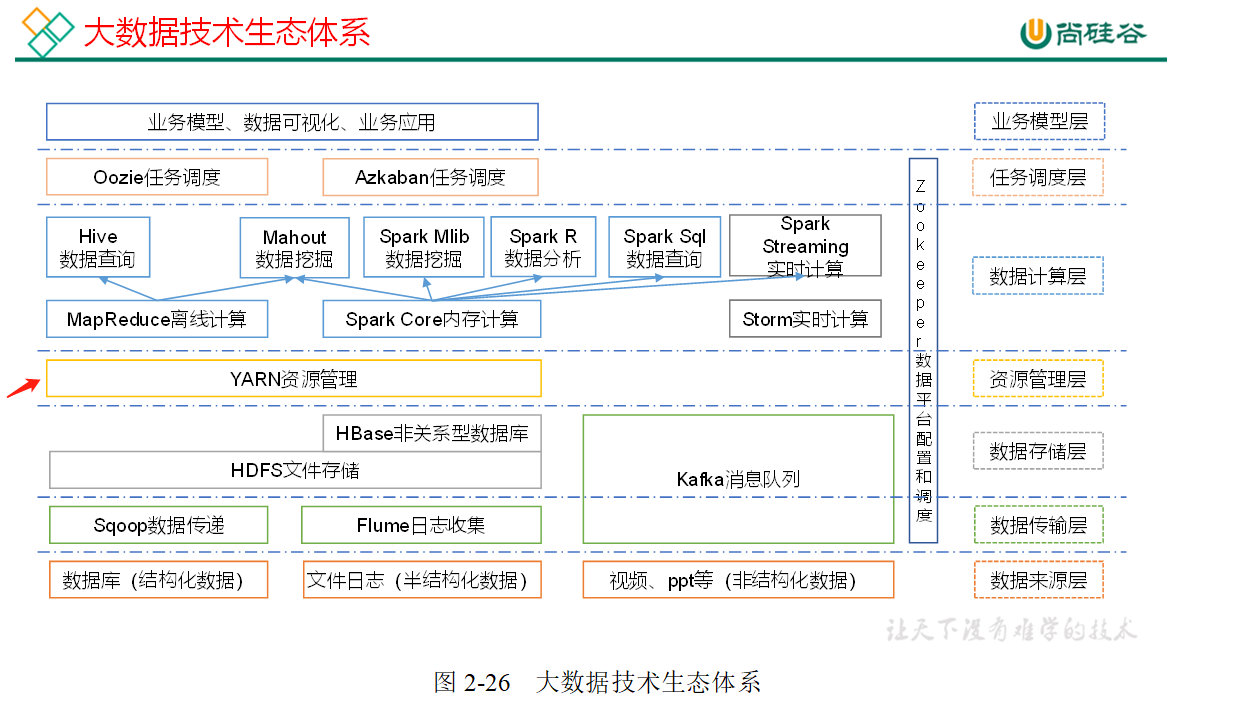 大数据技术生态体系
尚硅谷
业务模型、数据可视化、业务应用
业务模型层
Oozie任务调度
Azkaban任务调度
任务调度层
Hive
数据查询
Mahout
数据挖掘
Spark Mlib
数据挖掘
Spark R
数据分析
Spark Sql
数据查询
Spark
Streaming
实时计算
数据计算层
MapReduce离线计算
Spark Core内存计算
Storm实时计算
Zookeeper数据平台配置和调度
YARN资源管理
资源管理层
HBase非关系型数据库
HDFS文件存储
Kafka消息队列
数据存储层
Sqoop数据传递
Flume日志收集
数据传输层
数据库（结构化数据）
文件日志（半结构化数据）
视频、ppt等（非结构化数据）
数据来源层
让天下没有难学的技术
图 2-26 大数据技术生态体系